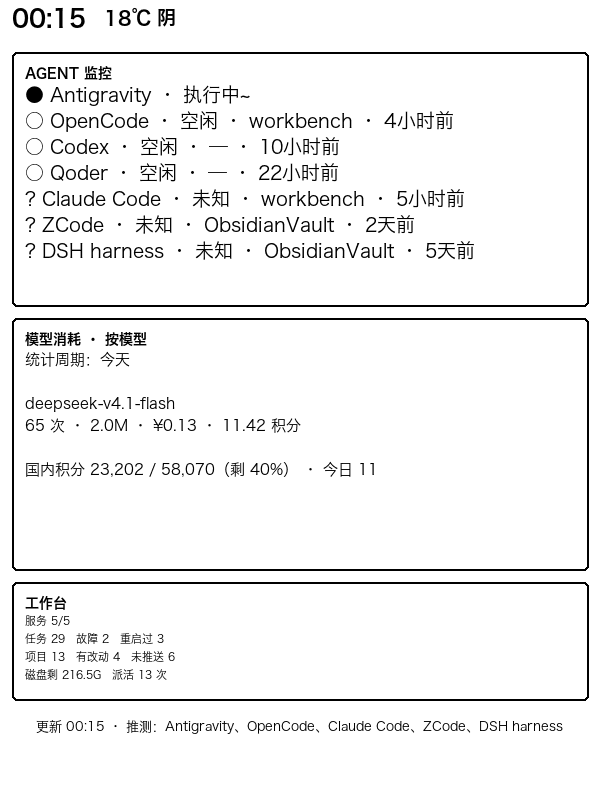 00:15 18℃ 阴
AGENT 监控
● Antigravity · 执行中~
○ OpenCode · 空闲 · workbench · 4小时前
○ Codex · 空闲 · — · 10小时前
○ Qoder · 空闲 · — · 22小时前
? Claude Code · 未知 · workbench · 5小时前
? ZCode · 未知 · ObsidianVault · 2天前
? DSH harness · 未知 · ObsidianVault · 5天前
模型消耗 · 按模型
统计周期：今天
deepseek-v4.1-flash
65 次 · 2.0M · ¥0.13 · 11.42 积分
国内积分 23,202 / 58,070（剩 40%） · 今日 11
工作台
服务 5/5
任务 29 故障 2 重启过 3
项目 13 有改动 4 未推送 6
磁盘剩 216.5G 派活 13 次
更新 00:15 · 推测：Antigravity、OpenCode、Claude Code、ZCode、DSH harness